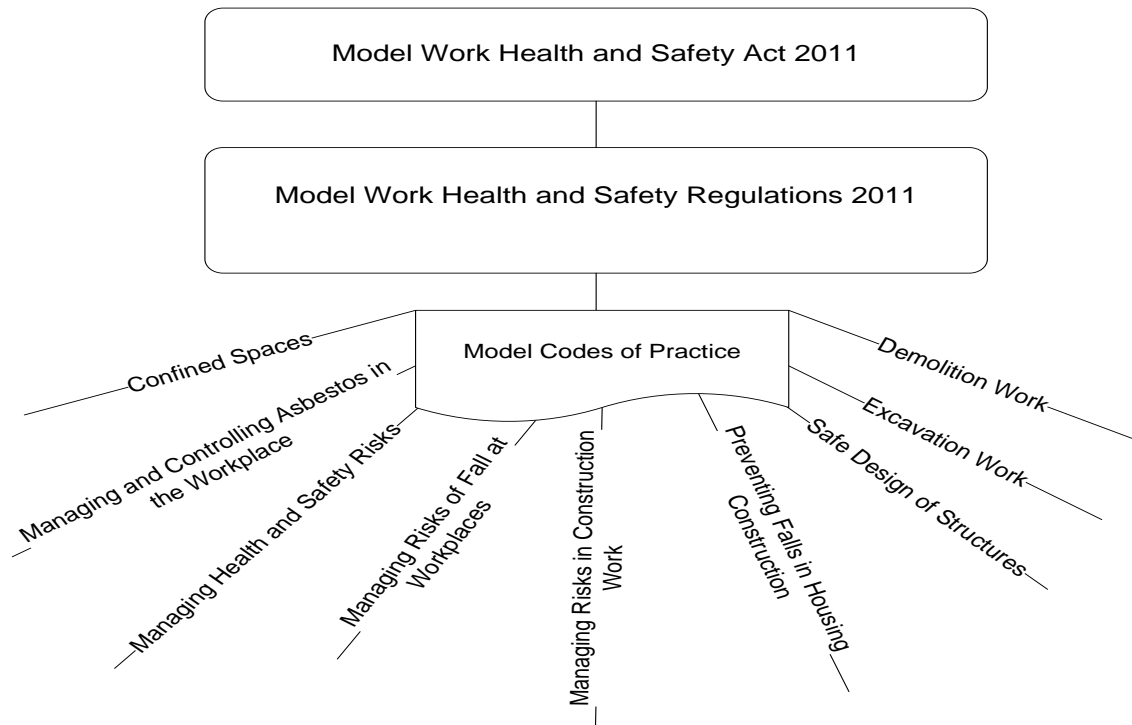 Model Work Health and Safety Act 2011
Model Work Health and Safety Regulations 2011
Model Codes of Practice
Confined Spaces
Managing and Controlling Asbestos in
the Workplace
Managing Health and Safety Risks
Managing Risks of Fall at
Workplaces
Managing Risks in Construction
Work
Preventing Falls in Housing
Construction
Safe Design of Structures
Excavation Work
Demolition Work